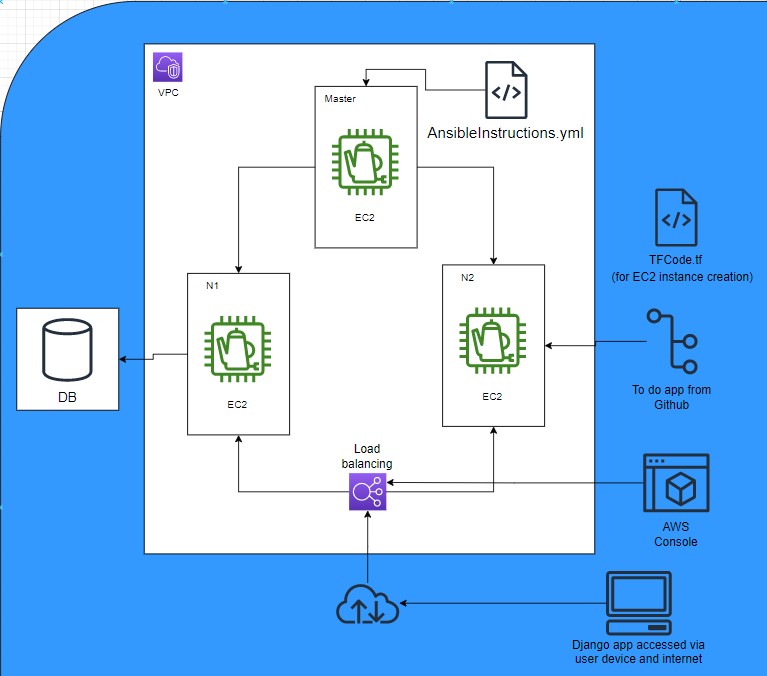 VPC
Master
EC2
AnsibleInstructions.yml
TFCode.tf
(for EC2 instance creation)
N1
EC2
N2
EC2
DB
To do app from
Github
Load
balancing
AWS
Console
Django app accessed via
user device and internet